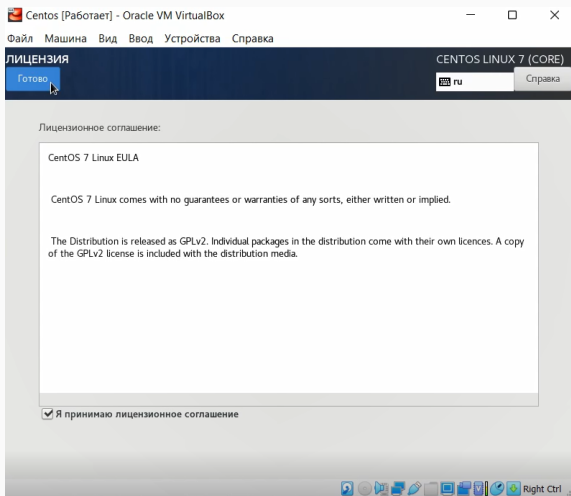 Centos [Работает] - Oracle VM VirtualBox
Файл Машина Вид Ввод Устройства Справка
ЛИЦЕНЗИЯ
CENTOS LINUX 7 (CORE)
Готово
ru
Справка
Лицензионное соглашение:
CentOS 7 Linux EULA
CentOS 7 Linux comes with no guarantees or warranties of any sorts, either written or implied.
The Distribution is released as GPLv2. Individual packages in the distribution come with their own licences. A copy
of the GPLv2 license is included with the distribution media.
Я принимаю лицензионное соглашение
Right Ctrl